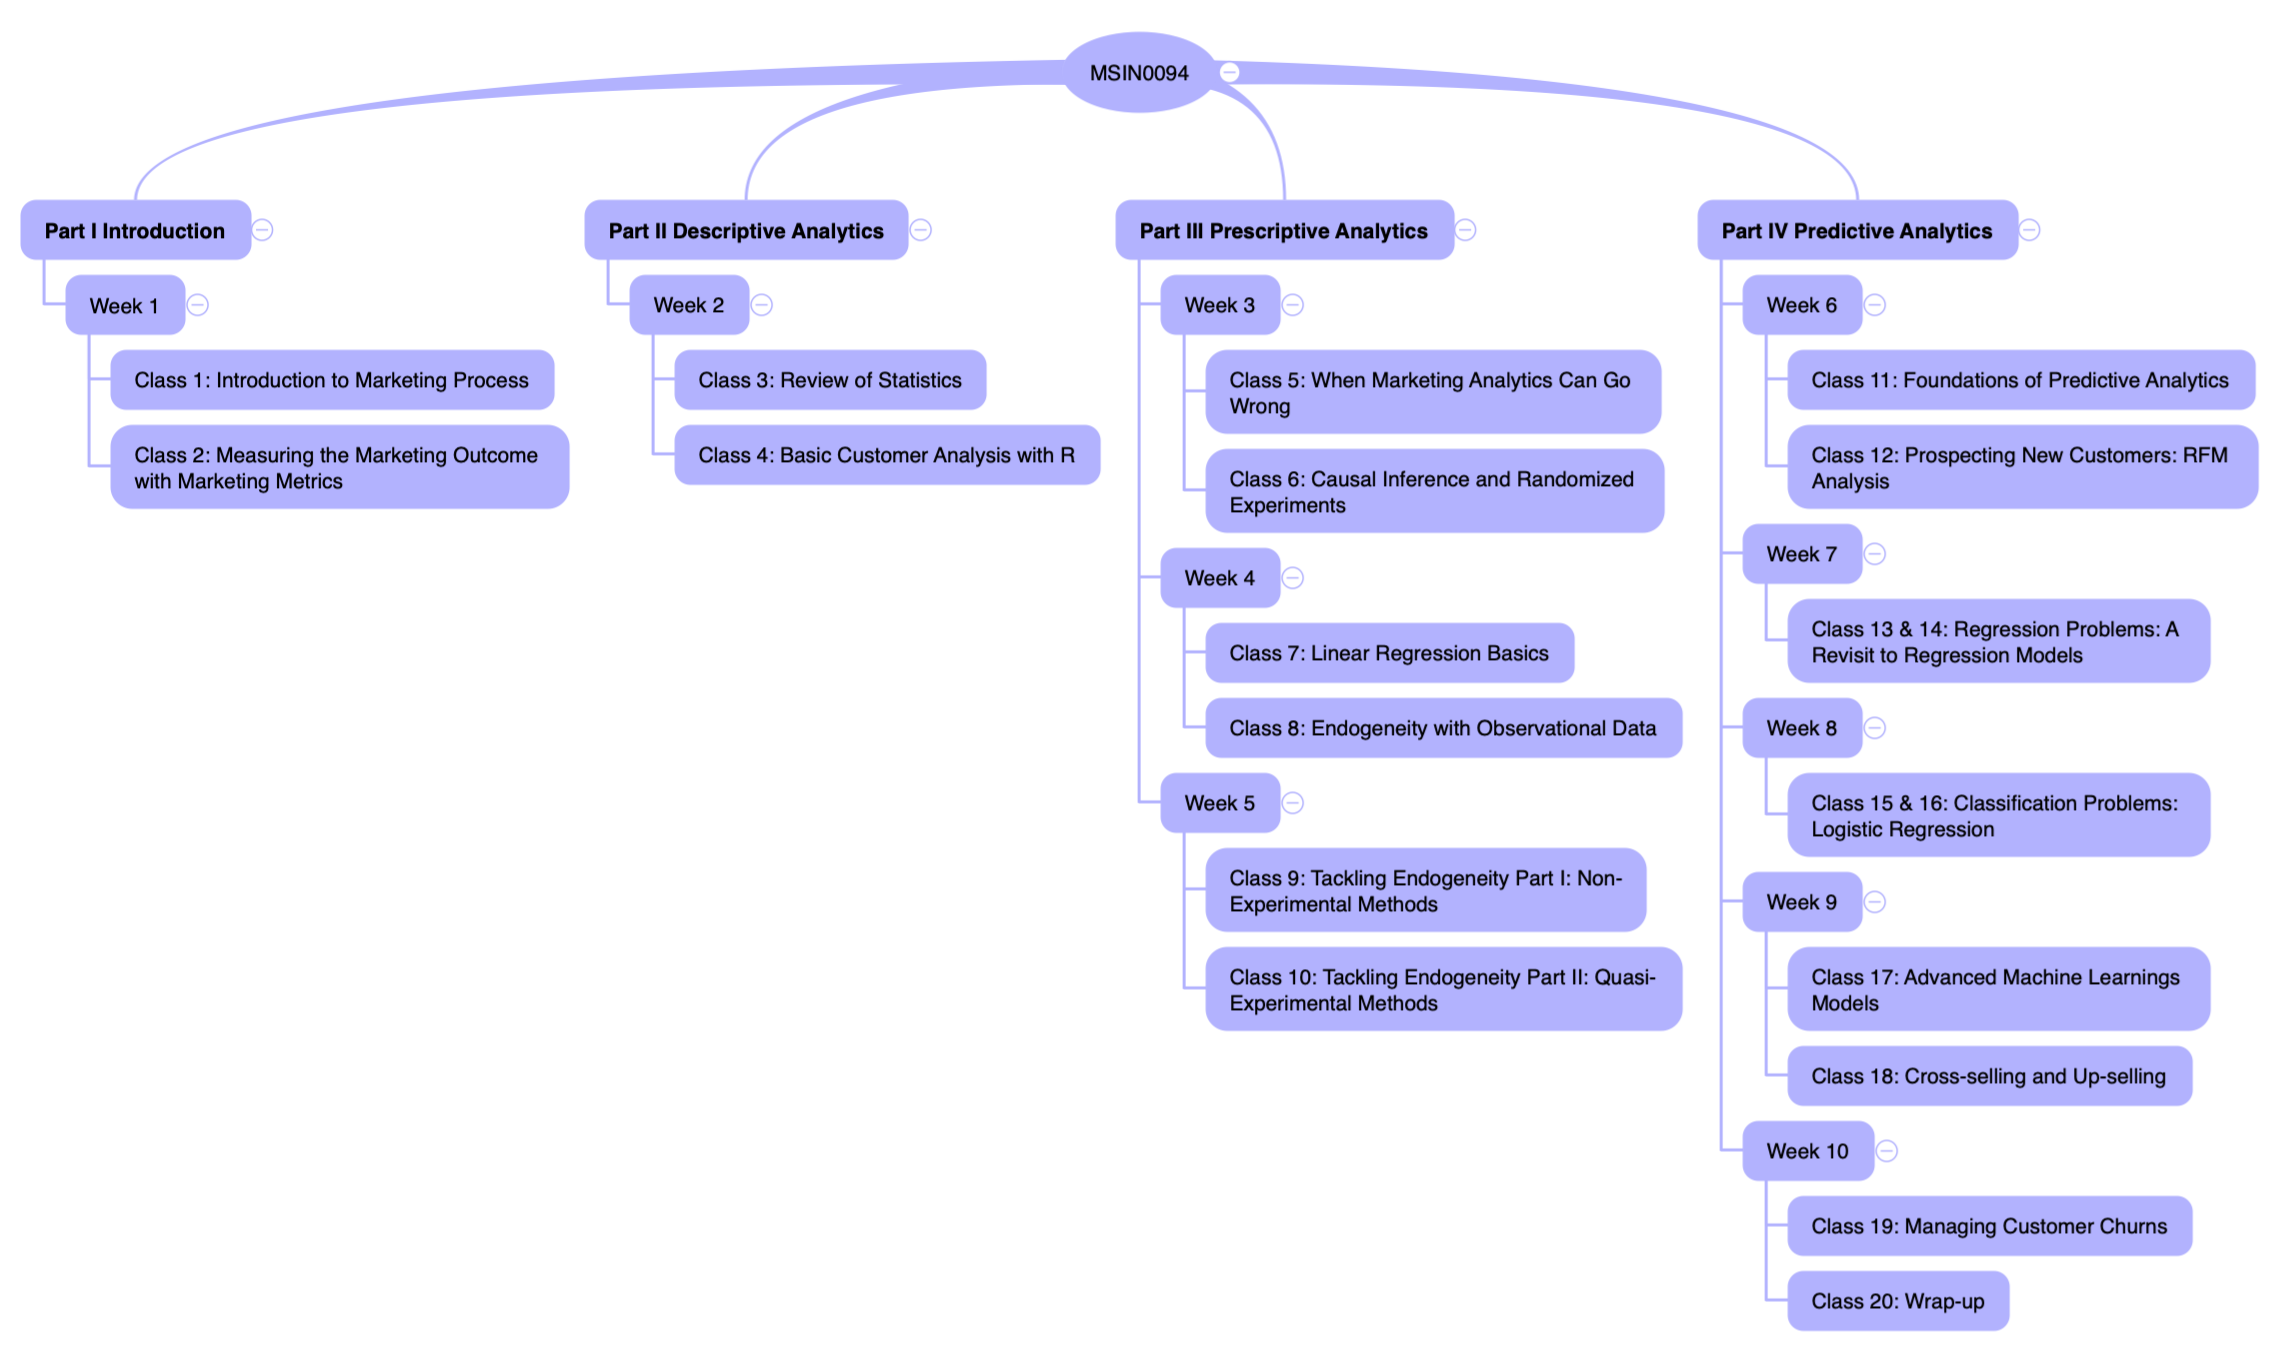 MSIN0094
Part I Introduction
Week 1
Class 1: Introduction to Marketing Process
Class 2: Measuring the Marketing Outcome
with Marketing Metrics
Part II Descriptive Analytics
Week 2
Class 3: Review of Statistics
Class 4: Basic Customer Analysis with R
Part III Prescriptive Analytics
Week 3
Class 5: When Marketing Analytics Can Go
Wrong
Class 6: Causal Inference and Randomized
Experiments
Week 4
Class 7: Linear Regression Basics
Class 8: Endogeneity with Observational Data
Week 5
Class 9: Tackling Endogeneity Part I: Non-
Experimental Methods
Class 10: Tackling Endogeneity Part II: Quasi-
Experimental Methods
Part IV Predictive Analytics
Week 6
Class 11: Foundations of Predictive Analytics
Class 12: Prospecting New Customers: RFM
Analysis
Week 7
Class 13 & 14: Regression Problems: A
Revisit to Regression Models
Week 8
Class 15 & 16: Classification Problems:
Logistic Regression
Week 9
Class 17: Advanced Machine Learnings
Models
Class 18: Cross-selling and Up-selling
Week 10
Class 19: Managing Customer Churns
Class 20: Wrap-up